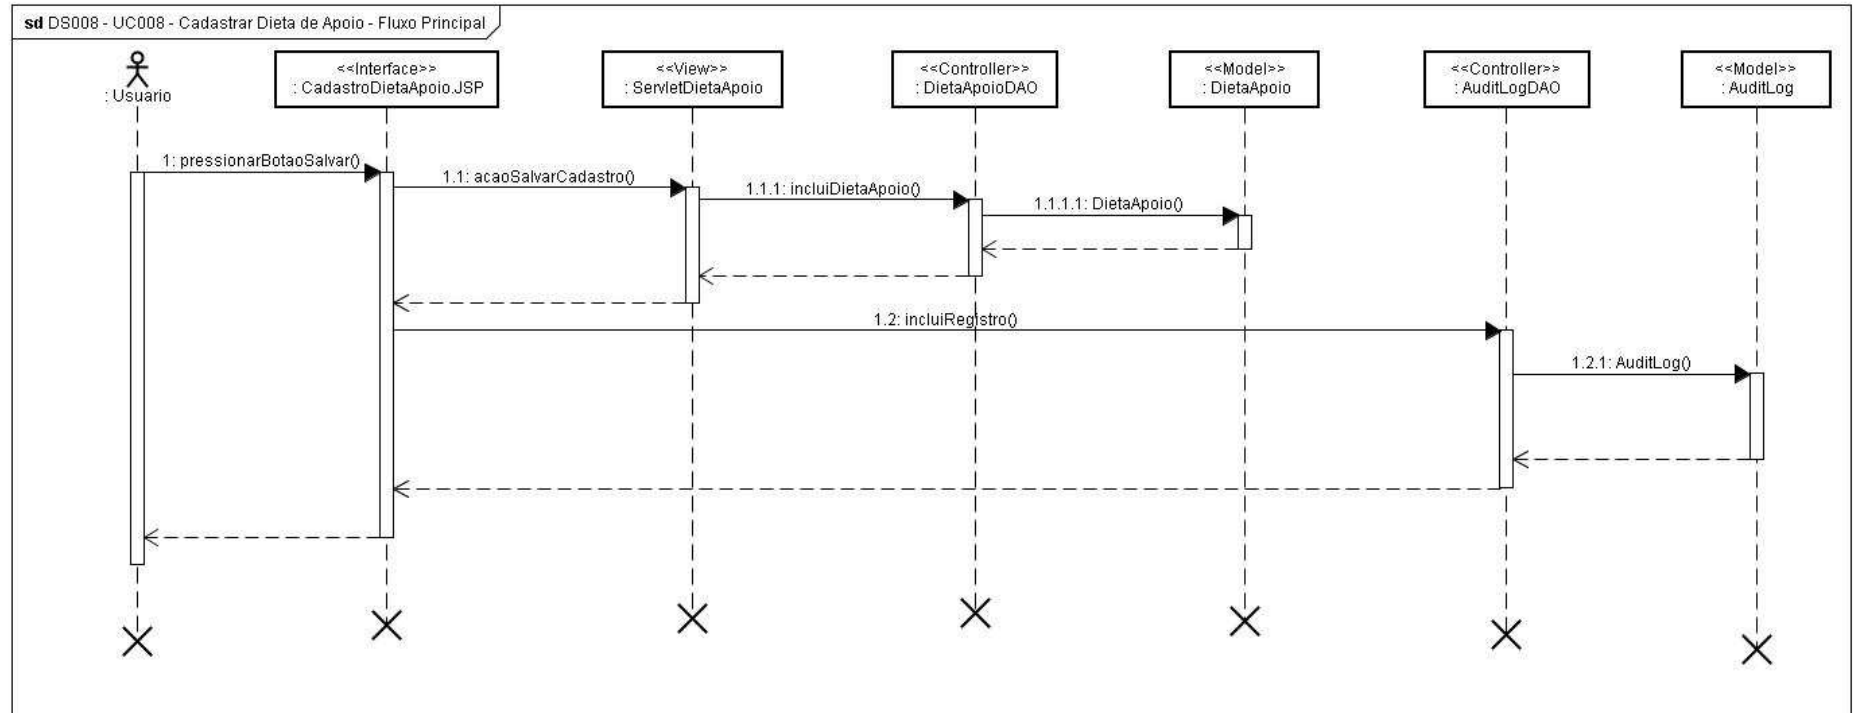 sd DS008 - UC008 - Cadastrar Dieta de Apoio - Fluxo Principal
: Usuario
<<Interface>>
: CadastroDietaApoio.JSP
<<View>>
: ServletDietaApoio
<<Controller>>
: DietaApoioDAO
<<Model>>
: DietaApoio
<<Controller>>
: AuditLogDAO
<<Model>>
: AuditLog
1: pressionarBotaoSalvar()
1.1: acaoSalvarCadastro()
1.1.1: incluiDietaApoio()
1.1.1.1: DietaApoio()
1.2: incluiRegistro()
1.2.1: AuditLog()